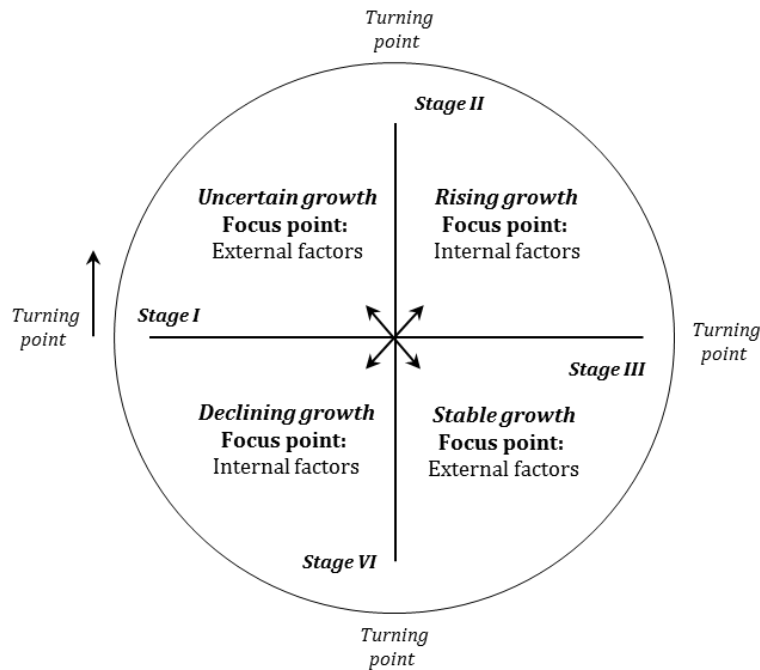 Turning
point
Stage II
Uncertain growth
Focus point:
External factors
Rising growth
Focus point:
Internal factors
Turning
point
Stage I
Turning
point
Stage III
Declining growth
Focus point:
Internal factors
Stable growth
Focus point:
External factors
Stage VI
Turning
point